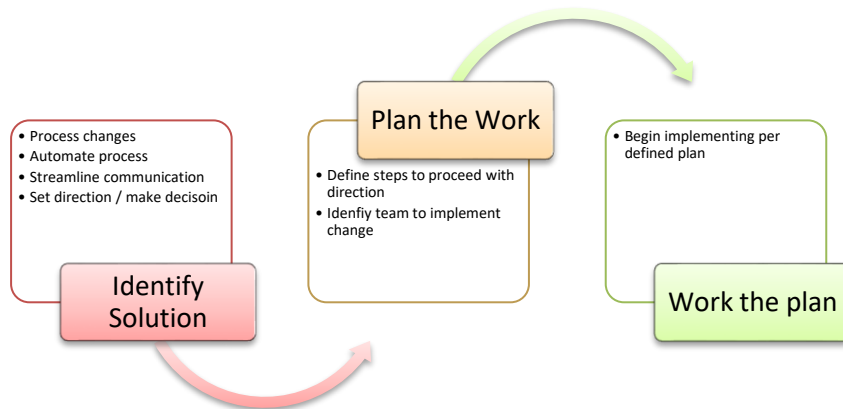 • Process changes
• Automate process
• Streamline communication
• Set direction / make decisoin
Identify
Solution
Plan the Work
• Define steps to proceed with
direction
• Idenfiy team to implement
change
• Begin implementing per
defined plan
Work the plan